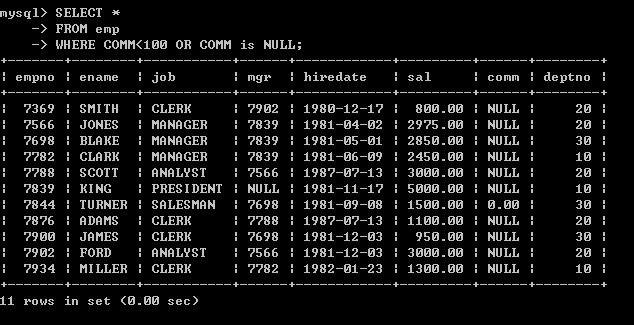 mysql> SELECT *
    -> FROM emp
    -> WHERE COMM<100 OR COMM is NULL;
+-------+--------+-----------+------+------------+---------+------+--------+
¦ empno ¦ ename  ¦ job       ¦ mgr  ¦ hiredate   ¦ sal     ¦ comm ¦ deptno ¦
+-------+--------+-----------+------+------------+---------+------+--------+
¦  7369 ¦ SMITH  ¦ CLERK     ¦ 7902 ¦ 1980-12-17 ¦  800.00 ¦ NULL ¦     20 ¦
¦  7566 ¦ JONES  ¦ MANAGER   ¦ 7839 ¦ 1981-04-02 ¦ 2975.00 ¦ NULL ¦     20 ¦
¦  7698 ¦ BLAKE  ¦ MANAGER   ¦ 7839 ¦ 1981-05-01 ¦ 2850.00 ¦ NULL ¦     30 ¦
¦  7782 ¦ CLARK  ¦ MANAGER   ¦ 7839 ¦ 1981-06-09 ¦ 2450.00 ¦ NULL ¦     10 ¦
¦  7788 ¦ SCOTT  ¦ ANALYST   ¦ 7566 ¦ 1987-07-13 ¦ 3000.00 ¦ NULL ¦     20 ¦
¦  7839 ¦ KING   ¦ PRESIDENT ¦ NULL ¦ 1981-11-17 ¦ 5000.00 ¦ NULL ¦     10 ¦
¦  7844 ¦ TURNER ¦ SALESMAN  ¦ 7698 ¦ 1981-09-08 ¦ 1500.00 ¦ 0.00 ¦     30 ¦
¦  7876 ¦ ADAMS  ¦ CLERK     ¦ 7788 ¦ 1987-07-13 ¦ 1100.00 ¦ NULL ¦     20 ¦
¦  7900 ¦ JAMES  ¦ CLERK     ¦ 7698 ¦ 1981-12-03 ¦  950.00 ¦ NULL ¦     30 ¦
¦  7902 ¦ FORD   ¦ ANALYST   ¦ 7566 ¦ 1981-12-03 ¦ 3000.00 ¦ NULL ¦     20 ¦
¦  7934 ¦ MILLER ¦ CLERK     ¦ 7782 ¦ 1982-01-23 ¦ 1300.00 ¦ NULL ¦     10 ¦
+-------+--------+-----------+------+------------+---------+------+--------+
11 rows in set (0.00 sec)